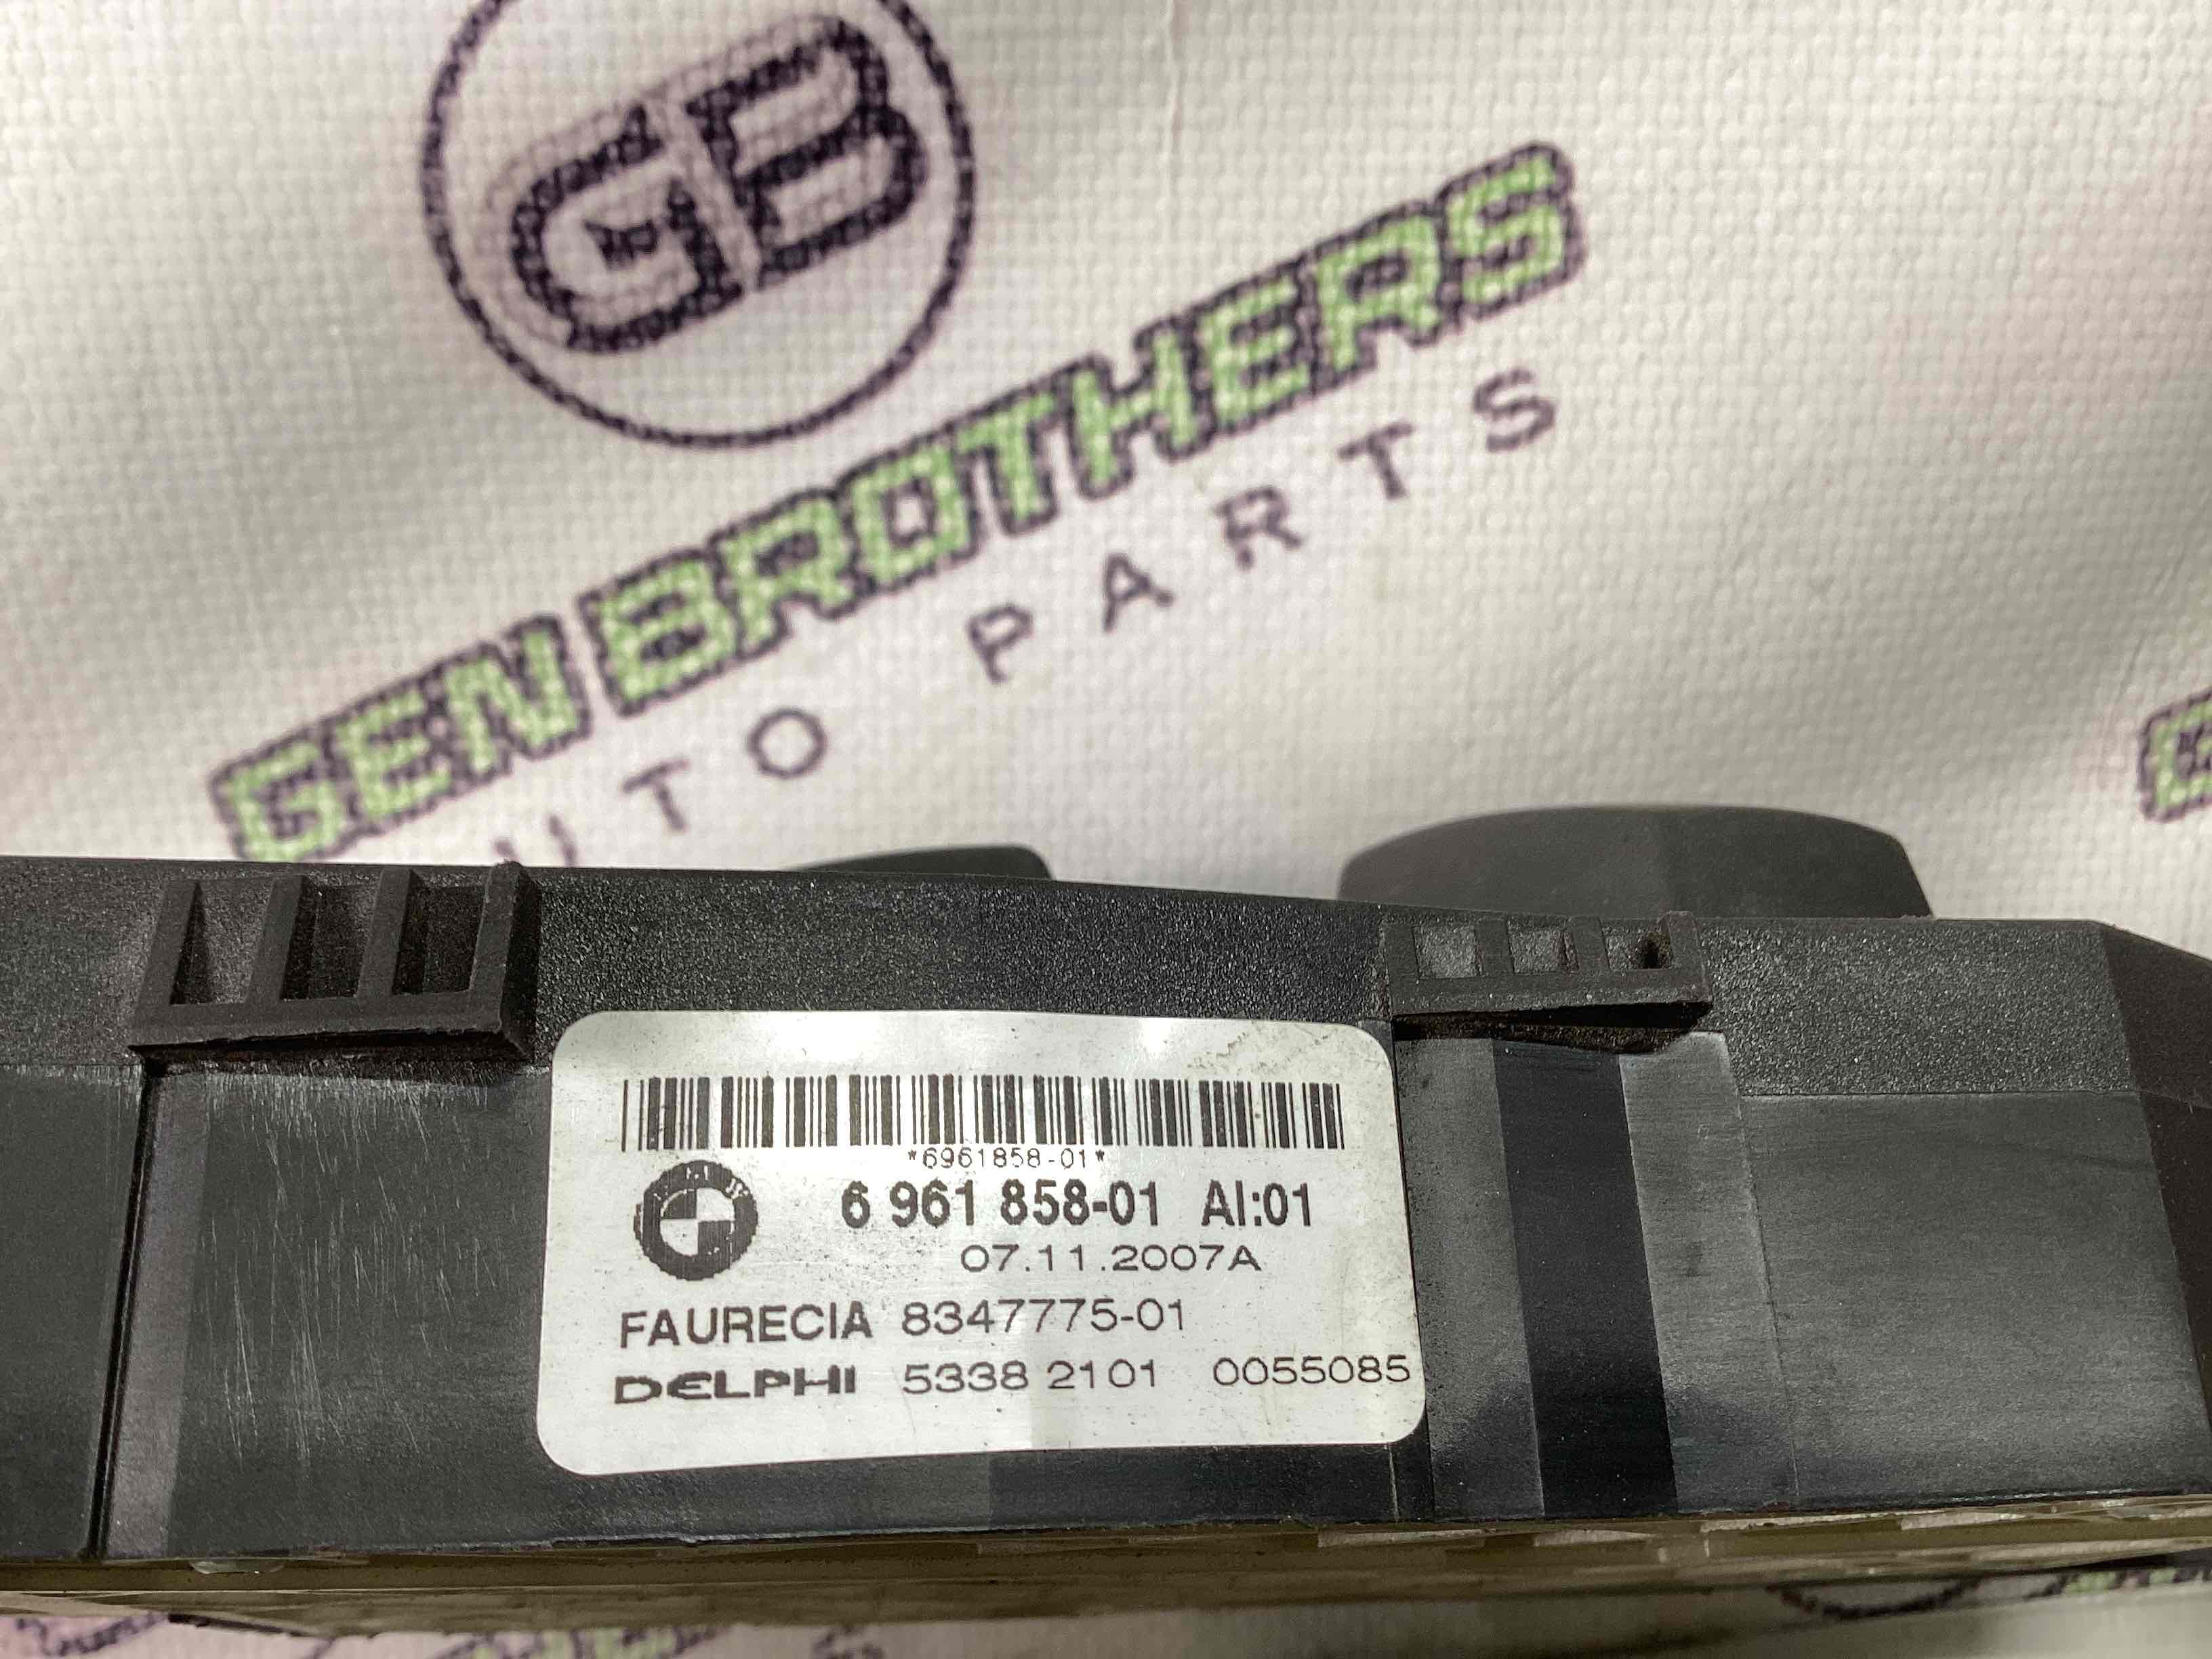 GB
GEN BROTHERS
UTO PARTS
*6961858-01*
6 961 858-01 AI:01
07.11.2007A
FAURECIA 8347775-01
DELPHI 5338 2101 0055085